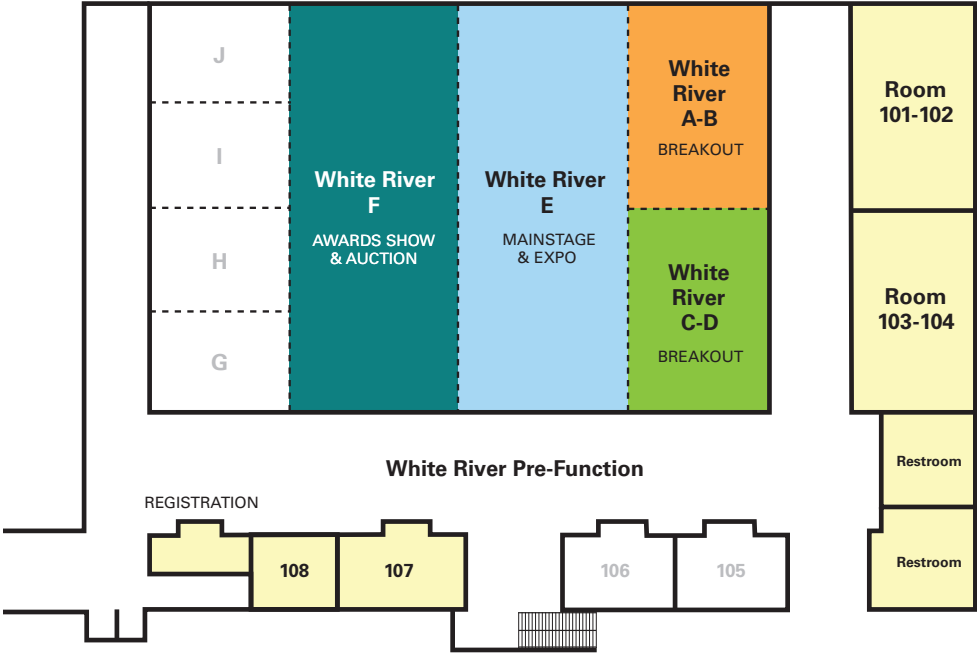 J
I
H
G
White River
F
AWARDS SHOW
& AUCTION
White River
E
MAINSTAGE
& EXPO
White
River
A-B
BREAKOUT
White
River
C-D
BREAKOUT
Room
101-102
Room
103-104
Restroom
Restroom
White River Pre-Function
REGISTRATION
108
107
106
105